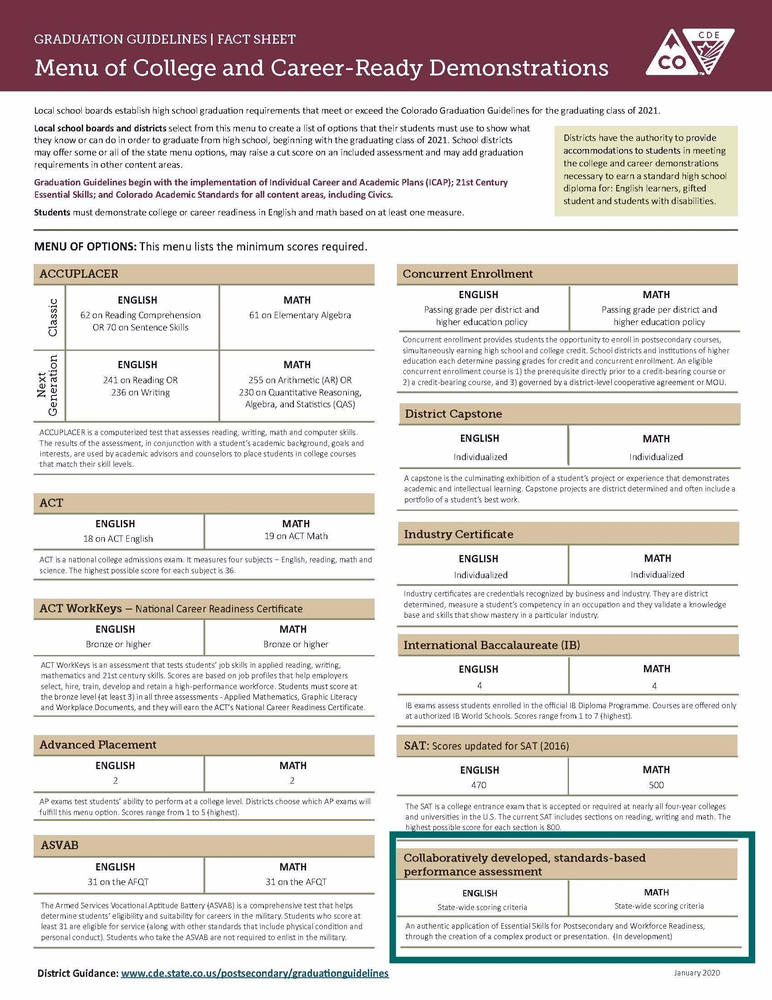 GRADUATION GUIDELINES | FACT SHEET
Menu of College and Career-Ready Demonstrations
CO
CDE
TM
Local school boards establish high school graduation requirements that meet or exceed the Colorado Graduation Guidelines for the graduating class of 2021.
Local school boards and districts select from this menu to create a list of options that their students must use to show what
they know or can do in order to graduate from high school, beginning with the graduating class of 2021. School districts
may offer some or all of the state menu options, may raise a cut score on an included assessment and may add graduation
requirements in other content areas.
Graduation Guidelines begin with the implementation of Individual Career and Academic Plans (ICAP); 21st Century
Essential Skills; and Colorado Academic Standards for all content areas, including Civics.
Students must demonstrate college or career readiness in English and math based on at least one measure.
Districts have the authority to provide
accommodations to students in meeting
the college and career demonstrations
necessary to earn a standard high school
diploma for: English learners, gifted
student and students with disabilities.
MENU OF OPTIONS: This menu lists the minimum scores required.
ACCUPLACER
Classic
ENGLISH
62 on Reading Comprehension
OR 70 on Sentence Skills
MATH
61 on Elementary Algebra
Next
Generation
ENGLISH
241 on Reading OR
236 on Writing
MATH
255 on Arithmetic (AR) OR
230 on Quantitative Reasoning,
Algebra, and Statistics (QAS)
ACCUPLACER is a computerized test that assesses reading, writing, math and computer skills.
The results of the assessment, in conjunction with a student's academic background, goals and
interests, are used by academic advisors and counselors to place students in college courses
that match their skill levels.
ACT
ENGLISH
18 on ACT English
MATH
19 on ACT Math
ACT is a national college admissions exam. It measures four subjects – English, reading, math and
science. The highest possible score for each subject is 36.
ACT WorkKeys – National Career Readiness Certificate
ENGLISH
Bronze or higher
MATH
Bronze or higher
ACT WorkKeys is an assessment that tests students' job skills in applied reading, writing,
mathematics and 21st century skills. Scores are based on job profiles that help employers
select, hire, train, develop and retain a high-performance workforce. Students must score at
the bronze level (at least 3) in all three assessments - Applied Mathematics, Graphic Literacy
and Workplace Documents, and they will earn the ACT's National Career Readiness Certificate.
Advanced Placement
ENGLISH
2
MATH
2
AP exams test students' ability to perform at a college level. Districts choose which AP exams will
fulfill this menu option. Scores range from 1 to 5 (highest).
ASVAB
ENGLISH
31 on the AFQT
MATH
31 on the AFQT
The Armed Services Vocational Aptitude Battery (ASVAB) is a comprehensive test that helps
determine students' eligibility and suitability for careers in the military. Students who score at
least 31 are eligible for service (along with other standards that include physical condition and
personal conduct). Students who take the ASVAB are not required to enlist in the military.
Concurrent Enrollment
ENGLISH
Passing grade per district and
higher education policy
MATH
Passing grade per district and
higher education policy
Concurrent enrollment provides students the opportunity to enroll in postsecondary courses,
simultaneously earning high school and college credit. School districts and institutions of higher
education each determine passing grades for credit and concurrent enrollment. An eligible
concurrent enrollment course is 1) the prerequisite directly prior to a credit-bearing course or
2) a credit-bearing course, and 3) governed by a district-level cooperative agreement or MOU.
District Capstone
ENGLISH
Individualized
MATH
Individualized
A capstone is the culminating exhibition of a student's project or experience that demonstrates
academic and intellectual learning. Capstone projects are district determined and often include a
portfolio of a student's best work.
Industry Certificate
ENGLISH
Individualized
MATH
Individualized
Industry certificates are credentials recognized by business and industry. They are district
determined, measure a student's competency in an occupation and they validate a knowledge
base and skills that show mastery in a particular industry.
International Baccalaureate (IB)
ENGLISH
4
MATH
4
IB exams assess students enrolled in the official IB Diploma Programme. Courses are offered only
at authorized IB World Schools. Scores range from 1 to 7 (highest).
SAT: Scores updated for SAT (2016)
ENGLISH
470
MATH
500
The SAT is a college entrance exam that is accepted or required at nearly all four-year colleges
and universities in the U.S. The current SAT includes sections on reading, writing and math. The
highest possible score for each section is 800.
Collaboratively developed, standards-based
performance assessment
ENGLISH
State-wide scoring criteria
MATH
State-wide scoring criteria
An authentic application of Essential Skills for Postsecondary and Workforce Readiness,
through the creation of a complex product or presentation. (In development)
District Guidance: www.cde.state.co.us/postsecondary/graduationguidelines
January 2020